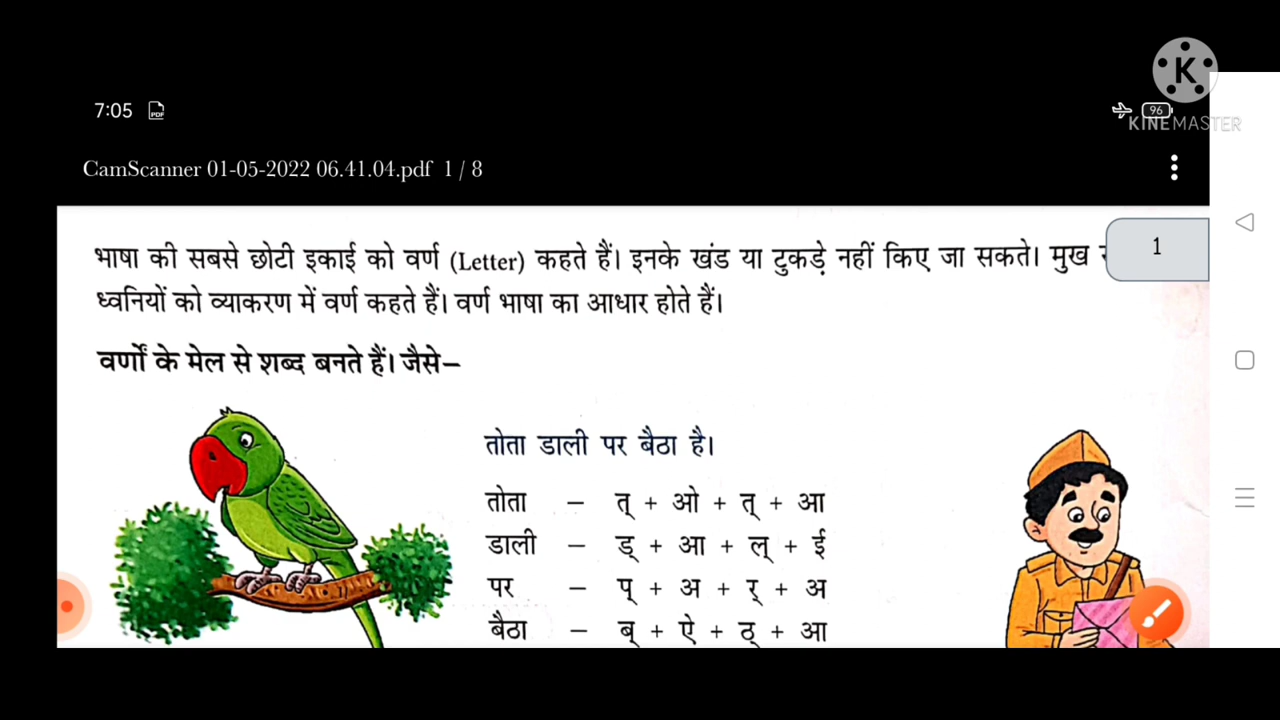 7:05
96
KINEMASTER
CamScanner 01-05-2022 06.41.04.pdf 1 / 8
1
भाषा की सबसे छोटी इकाई को वर्ण (Letter) कहते हैं। इनके खंड या टुकड़े नहीं किए जा सकते। मुख
ध्वनियों को व्याकरण में वर्ण कहते हैं। वर्ण भाषा का आधार होते हैं।
वर्णों के मेल से शब्द बनते हैं। जैसे–
तोता डाली पर बैठा है।
तोता – त् + ओ + त् + आ
डाली – ड् + आ + ल् + ई
पर – प् + अ + र् + अ
बैठा – ब् + ऐ + ठ् + आ